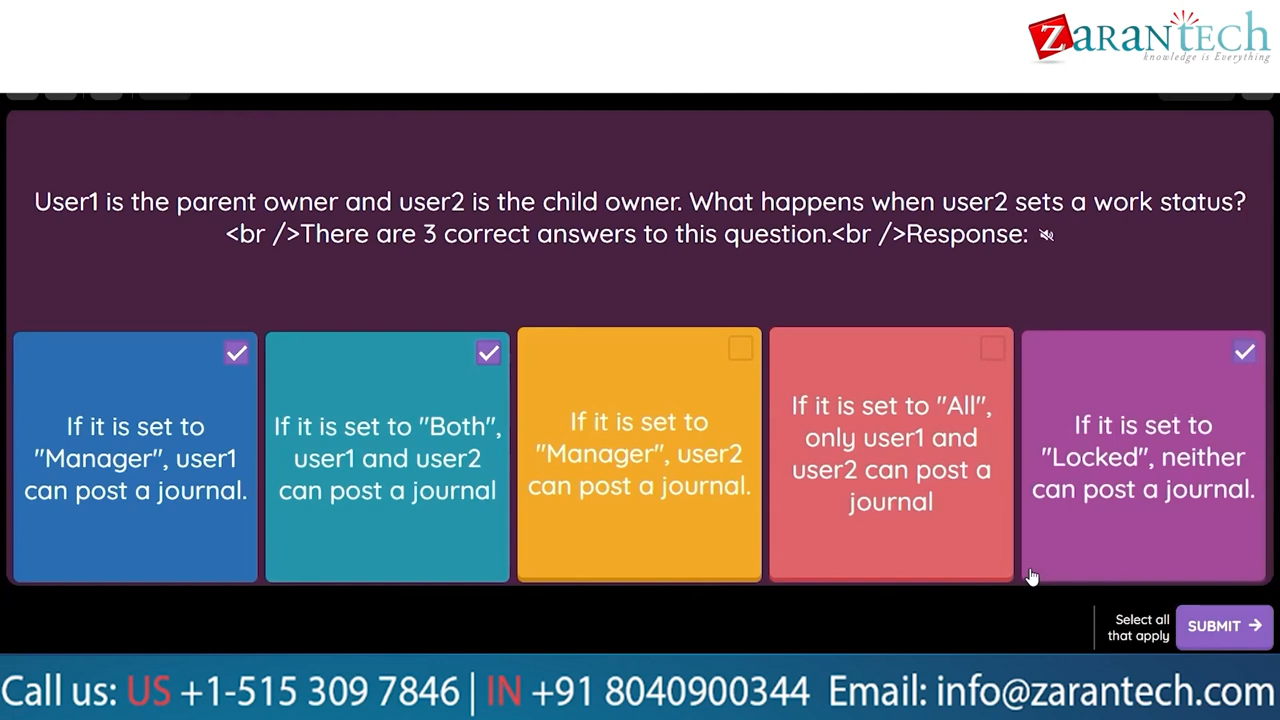 ZARANTECH
knowledge is Everything
User1 is the parent owner and user2 is the child owner. What happens when user2 sets a work status?
<br />There are 3 correct answers to this question.<br />Response:
If it is set to
"Manager", user1
can post a journal.
If it is set to "Both",
user1 and user2
can post a journal
If it is set to
"Manager", user2
can post a journal.
If it is set to "All",
only user1 and
user2 can post a
journal
If it is set to
"Locked", neither
can post a journal.
Select all
that apply
SUBMIT
Call us: US +1-515 309 7846 | IN +91 8040900344 Email: info@zarantech.com